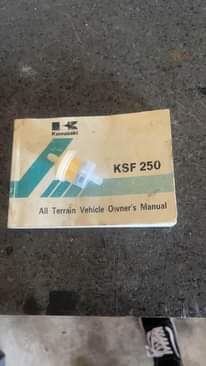 Kawasaki
KSF 250
All Terrain Vehicle Owner's Manual